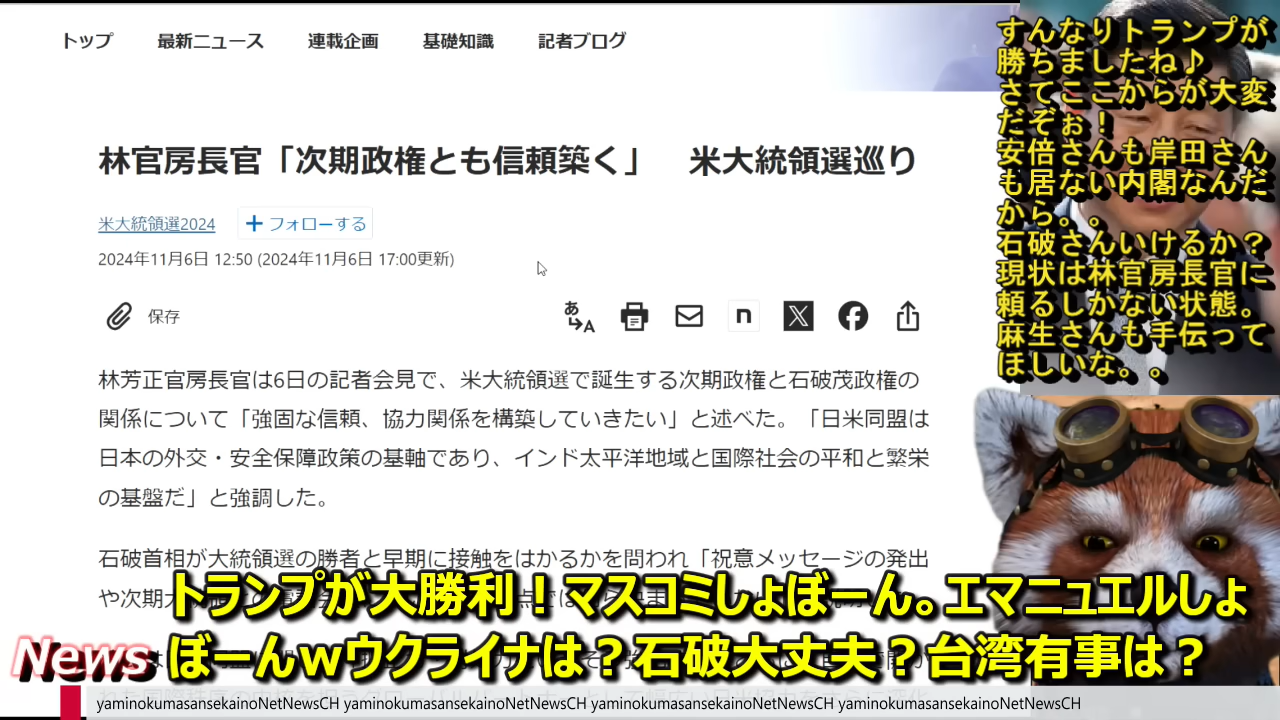 トップ 最新ニュース 連載企画 基礎知識 記者ブログ
林官房長官「次期政権とも信頼築く」 米大統領選巡り
米大統領選2024 + フォローする
2024年11月6日 12:50 (2024年11月6日 17:00更新)
保存
あ A n X
林芳正官房長官は6日の記者会見で、米大統領選で誕生する次期政権と石破茂政権の
関係について「強固な信頼、協力関係を構築していきたい」と述べた。「日米同盟は
日本の外交・安全保障政策の基軸であり、インド太平洋地域と国際社会の平和と繁栄
の基盤だ」と強調した。
石破首相が大統領選の勝者と早期に接触をはかるかを問われ「祝意メッセージの発出
や次期大
すんなりトランプが
勝ちましたね♪
さてここからが大変
だぞぉ!
安倍さんも岸田さん
も居ない内閣なんだ
から。。
石破さんいけるか?
現状は林官房長官に
頼るしかない状態。
麻生さんも手伝って
ほしいな。。
トランプが大勝利!マスコミしょぼーん。エマニュエルしょ
ぼーんwウクライナは?石破大丈夫?台湾有事は?
News
yaminokumasansekainoNetNewsCH yaminokumasansekainoNetNewsCH yaminokumasansekainoNetNewsCH yaminokumasansekainoNetNewsCH